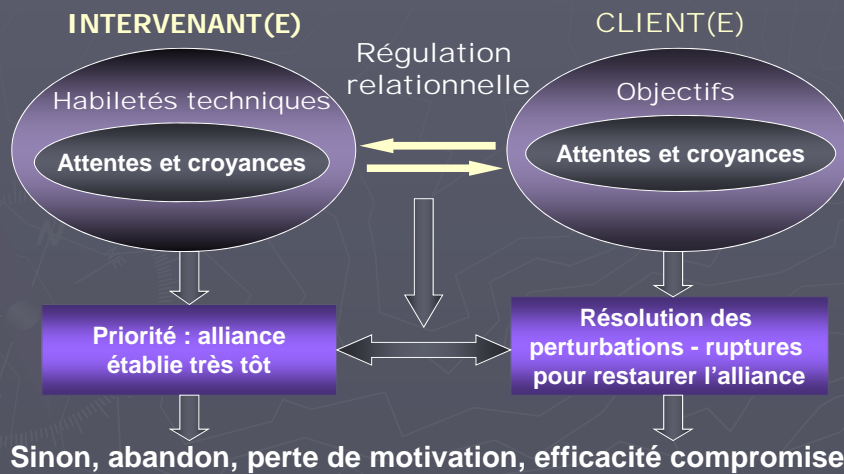 INTERVENANT(E)
CLIENT(E)
Régulation
relationnelle
Habiletés techniques
Objectifs
Attentes et croyances
Attentes et croyances
Priorité : alliance
établie très tôt
Résolution des
perturbations - ruptures
pour restaurer l'alliance
Sinon, abandon, perte de motivation, efficacité compromise